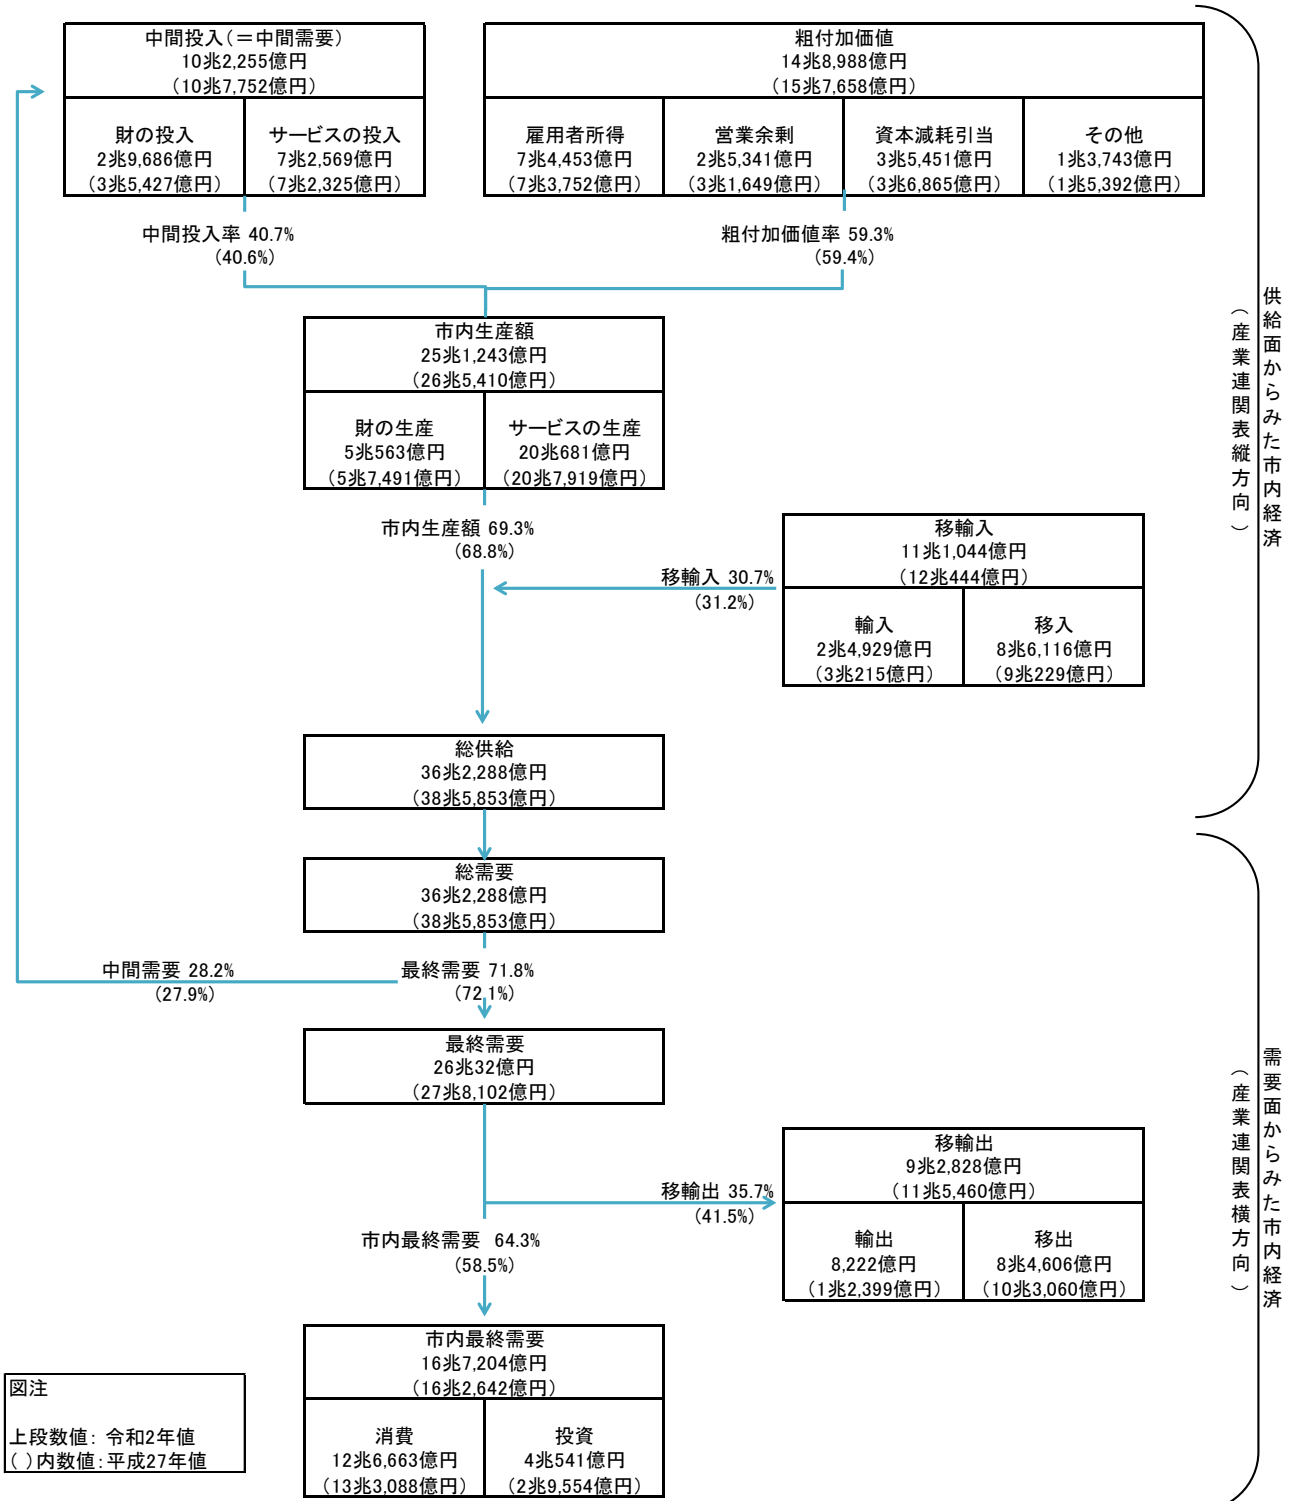 中間投入(＝中間需要)
10兆2,255億円
(10兆7,752億円)
財の投入
2兆9,686億円
(3兆5,427億円)
サービスの投入
7兆2,569億円
(7兆2,325億円)
粗付加価値
14兆8,988億円
(15兆7,658億円)
雇用者所得
7兆4,453億円
(7兆3,752億円)
営業余剰
2兆5,341億円
(3兆1,649億円)
資本減耗引当
3兆5,451億円
(3兆6,865億円)
その他
1兆3,743億円
(1兆5,392億円)
中間投入率 40.7%
(40.6%)
粗付加価値率 59.3%
(59.4%)
市内生産額
25兆1,243億円
(26兆5,410億円)
財の生産
5兆563億円
(5兆7,491億円)
サービスの生産
20兆681億円
(20兆7,919億円)
市内生産額 69.3%
(68.8%)
移輸入 30.7%
(31.2%)
移輸入
11兆1,044億円
(12兆444億円)
輸入
2兆4,929億円
(3兆215億円)
移入
8兆6,116億円
(9兆229億円)
総供給
36兆2,288億円
(38兆5,853億円)
供給面からみた市内経済
(産業連関表縦方向)
総需要
36兆2,288億円
(38兆5,853億円)
中間需要 28.2%
(27.9%)
最終需要 71.8%
(72.1%)
最終需要
26兆32億円
(27兆8,102億円)
移輸出 35.7%
(41.5%)
移輸出
9兆2,828億円
(11兆5,460億円)
輸出
8,222億円
(1兆2,399億円)
移出
8兆4,606億円
(10兆3,060億円)
市内最終需要 64.3%
(58.5%)
市内最終需要
16兆7,204億円
(16兆2,642億円)
消費
12兆6,663億円
(13兆3,088億円)
投資
4兆541億円
(2兆9,554億円)
需要面からみた市内経済
(産業連関表横方向)
図注
上段数値：令和2年値
( )内数値：平成27年値